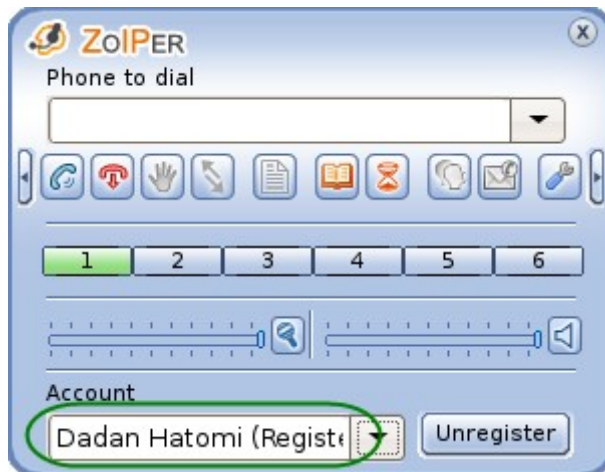 ZoIPer
Phone to dial
1 2 3 4 5 6
Account
Dadan Hatomi (Registe
Unregister